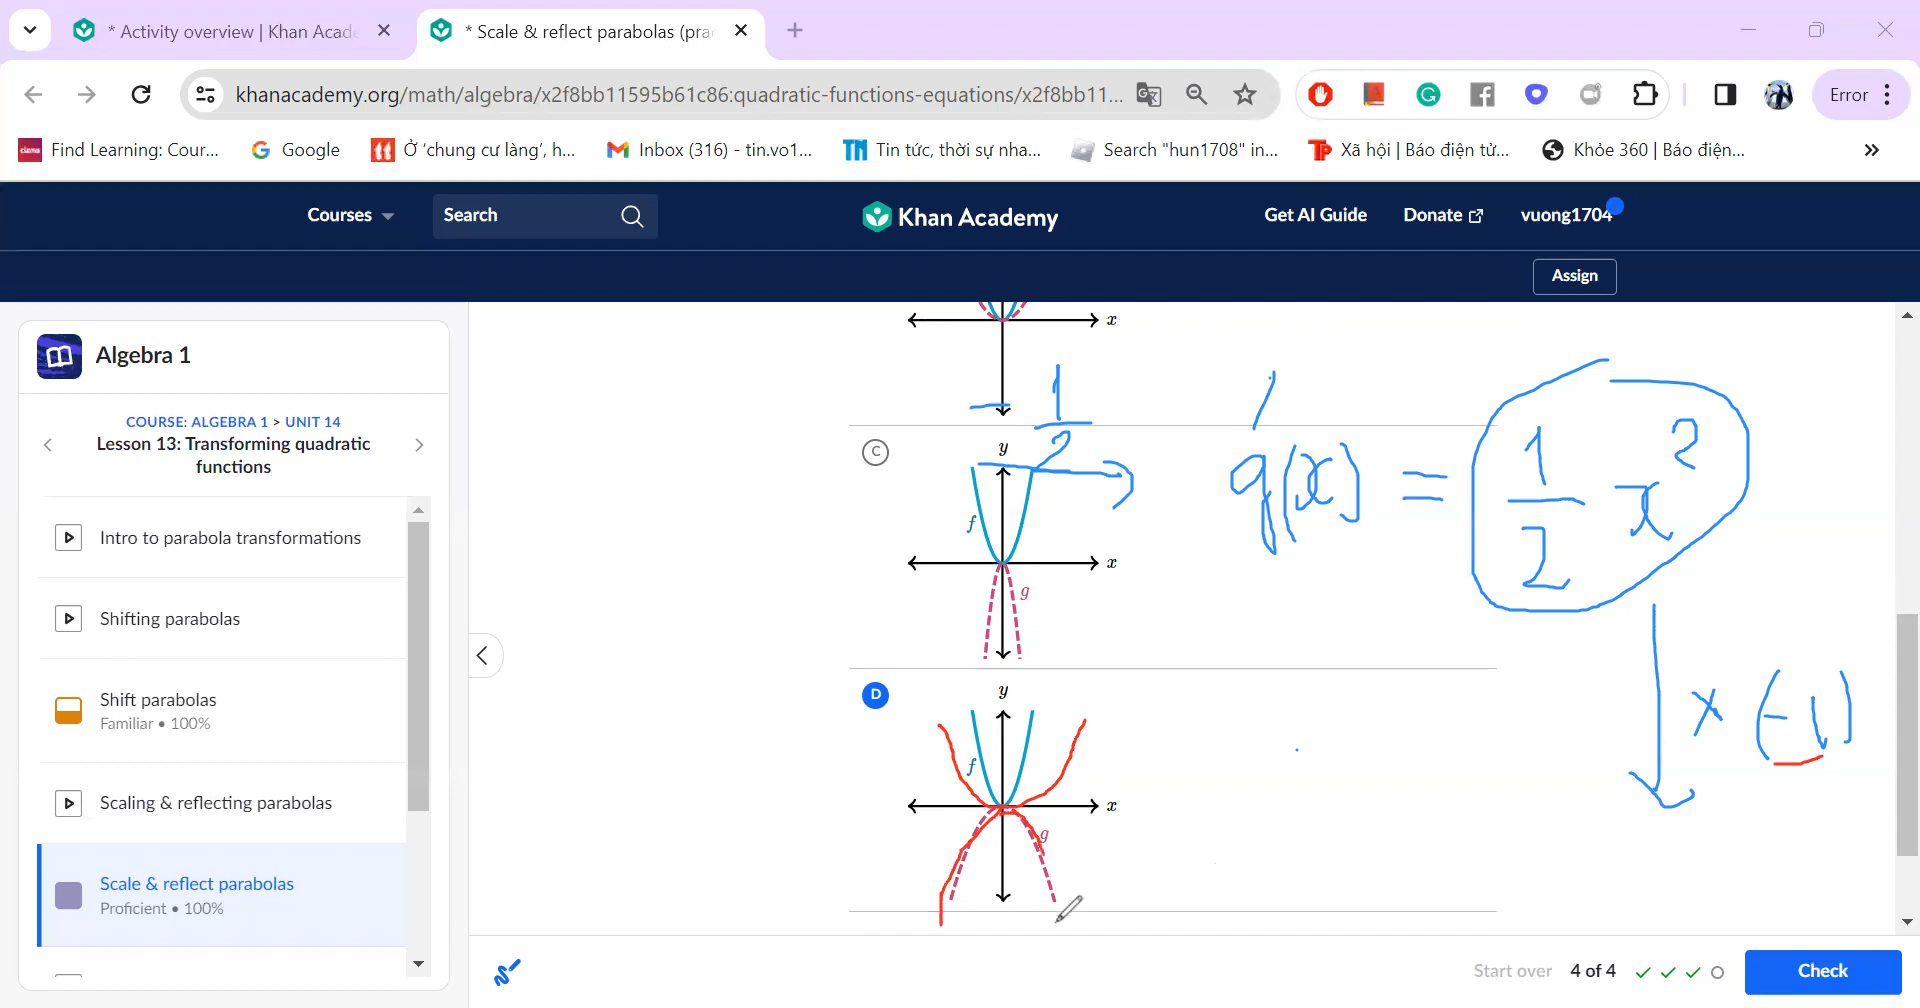 * Activity overview | Khan Acade
* Scale & reflect parabolas (prac
khanacademy.org/math/algebra/x2f8bb11595b61c86:quadratic-functions-equations/x2f8bb11...
Error
Find Learning: Cour...
Google
Ở 'chung cư làng', h...
Inbox (316) - tin.vo1...
TN Tin tức, thời sự nha...
Search "hun1708" in...
Xã hội | Báo điện tử...
Khỏe 360 | Báo điện...
Courses
Search
Khan Academy
Get AI Guide
Donate
vuong1704
Assign
Algebra 1
COURSE: ALGEBRA 1 > UNIT 14
Lesson 13: Transforming quadratic
functions
Intro to parabola transformations
Shifting parabolas
Shift parabolas
Familiar • 100%
Scaling & reflecting parabolas
Scale & reflect parabolas
Proficient • 100%
x
- 1/2
g(x) = 1/2 x²
C
y
f
x
g
x (-1)
D
y
f
x
g
Start over
4 of 4
Check